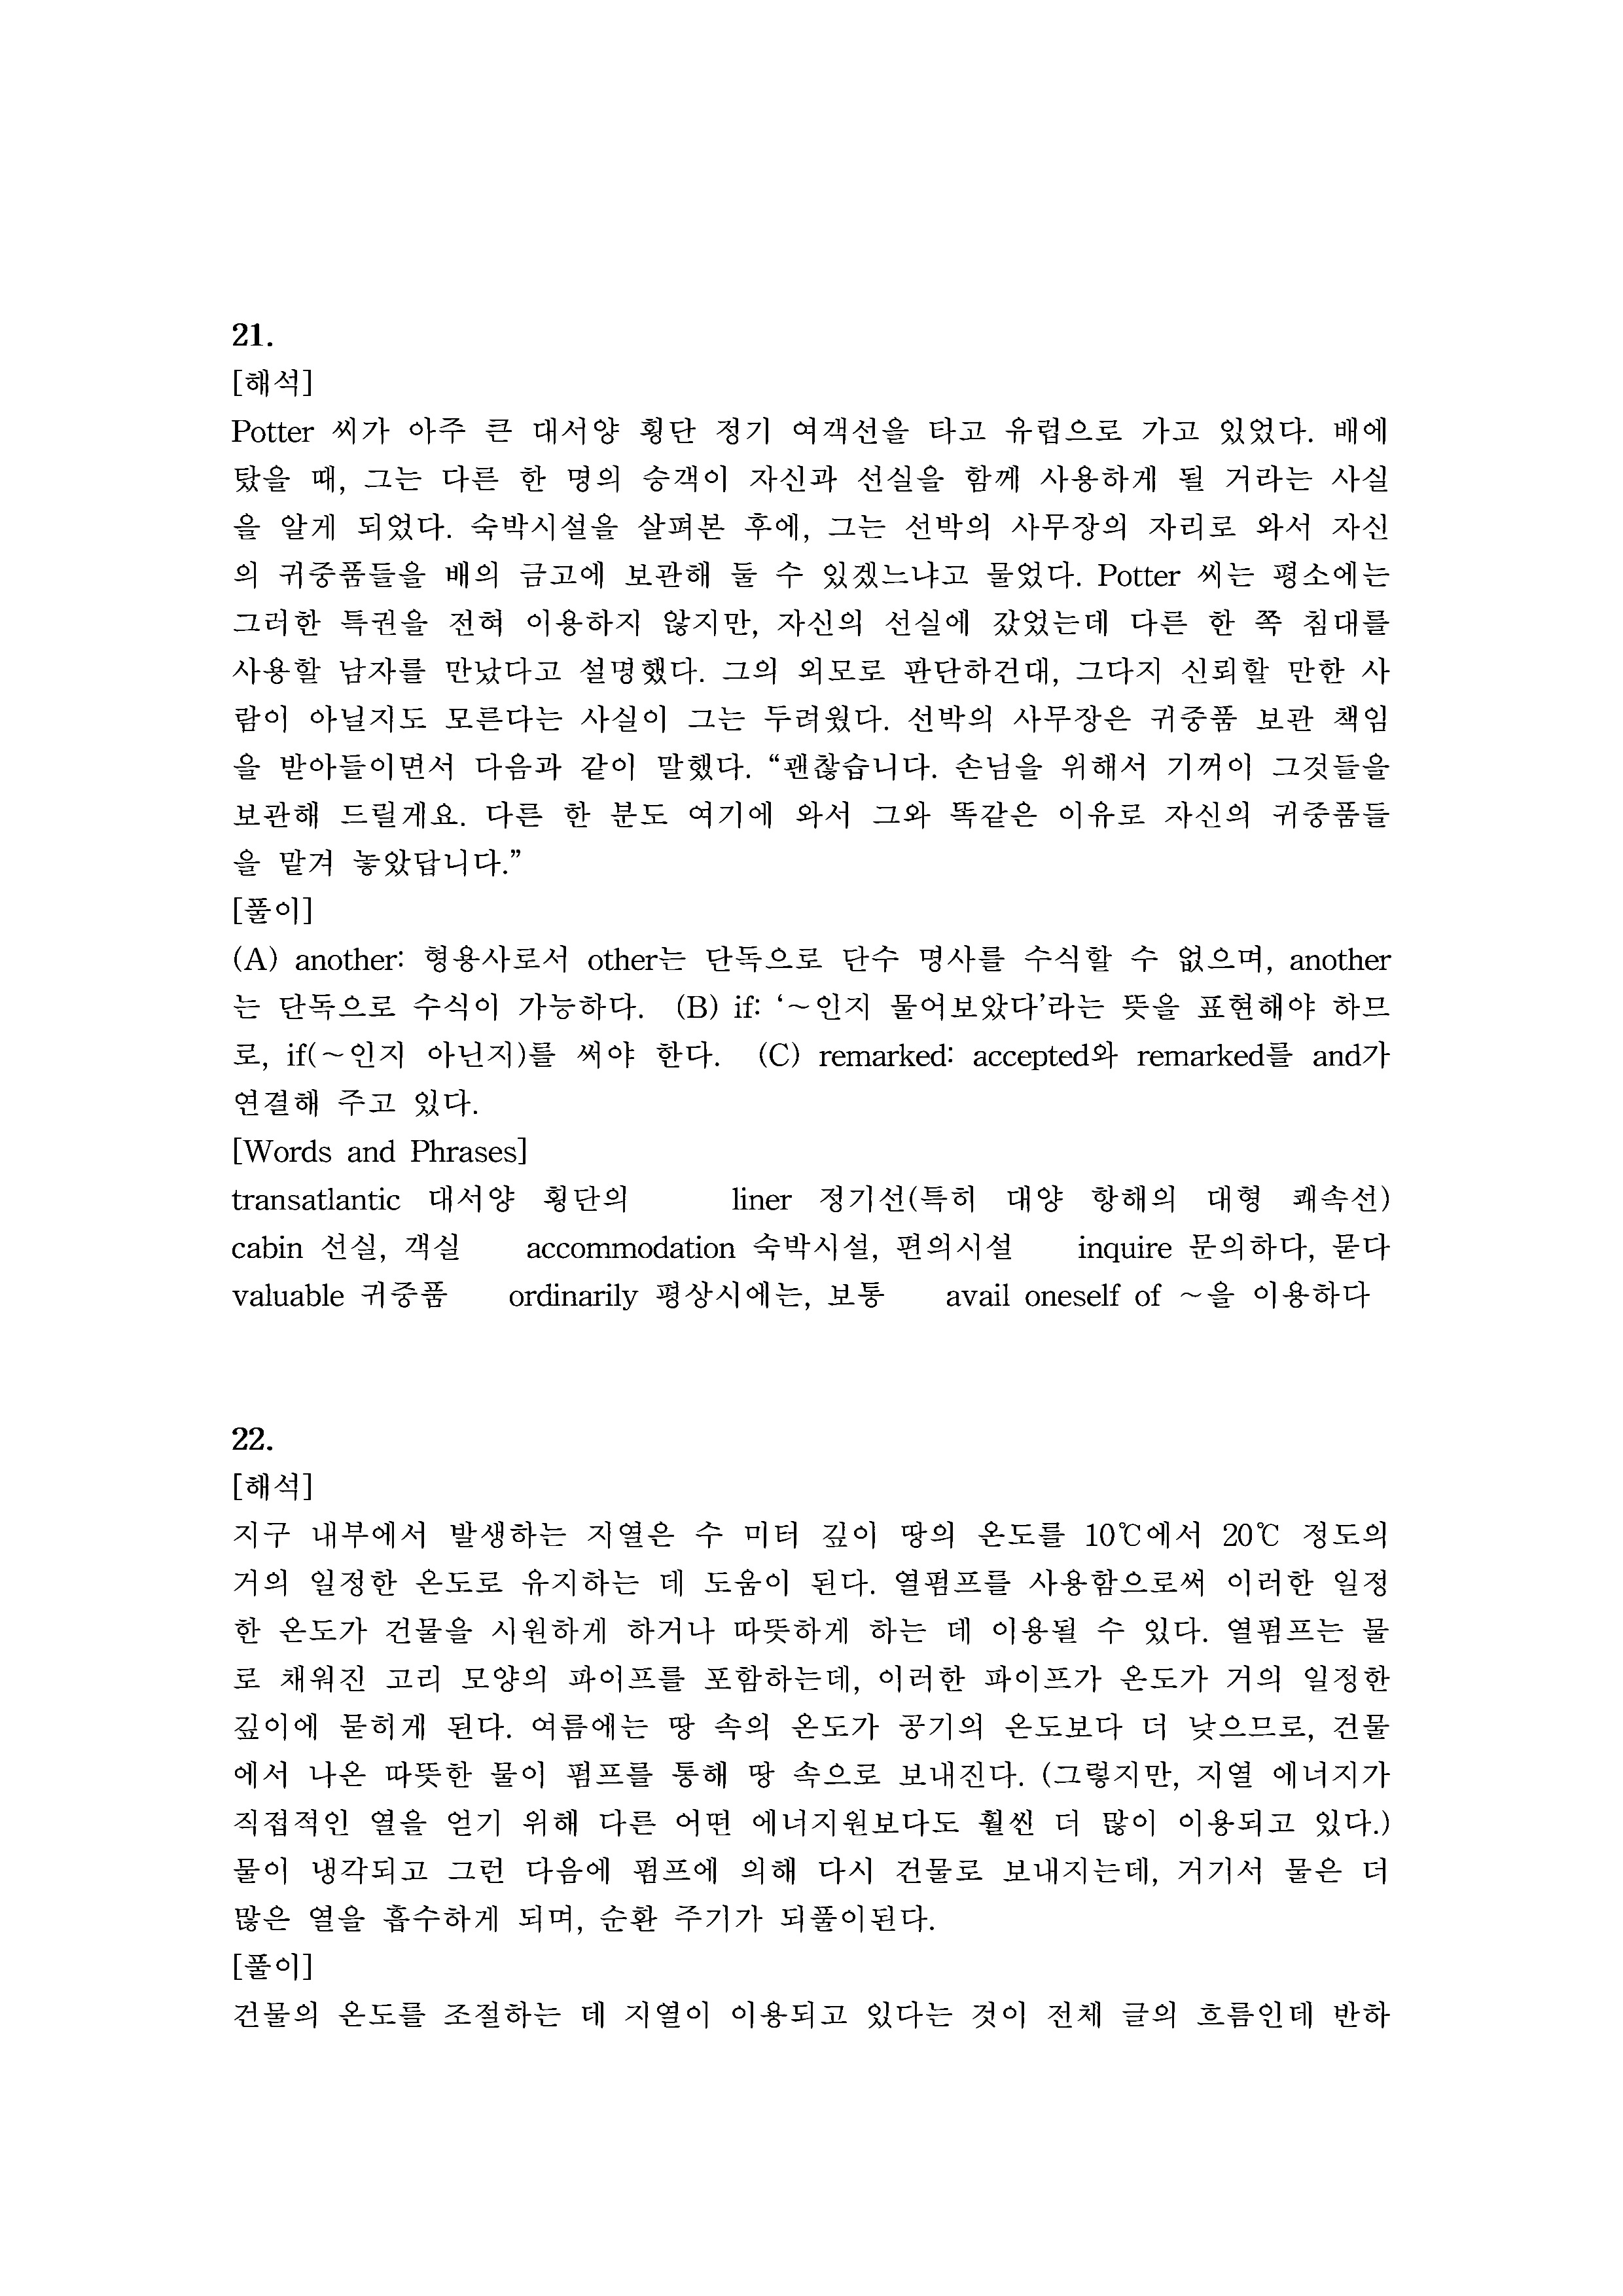 21.
[해석]
Potter 씨가 아주 큰 대서양 횡단 정기 여객선을 타고 유럽으로 가고 있었다. 배에
탔을 때, 그는 다른 한 명의 승객이 자신과 선실을 함께 사용하게 될 거라는 사실
을 알게 되었다. 숙박시설을 살펴본 후에, 그는 선박의 사무장의 자리로 와서 자신
의 귀중품들을 배의 금고에 보관해 둘 수 있겠느냐고 물었다. Potter 씨는 평소에는
그러한 특권을 전혀 이용하지 않지만, 자신의 선실에 갔었는데 다른 한 쪽 침대를
사용할 남자를 만났다고 설명했다. 그의 외모로 판단하건대, 그다지 신뢰할 만한 사
람이 아닐지도 모른다는 사실이 그는 두려웠다. 선박의 사무장은 귀중품 보관 책임
을 받아들이면서 다음과 같이 말했다. “괜찮습니다. 손님을 위해서 기꺼이 그것들을
보관해 드릴게요. 다른 한 분도 여기에 와서 그와 똑같은 이유로 자신의 귀중품들
을 맡겨 놓았답니다.”
[풀이]
(A) another: 형용사로서 other는 단독으로 단수 명사를 수식할 수 없으며, another
는 단독으로 수식이 가능하다. (B) if: ‘～인지 물어보았다’라는 뜻을 표현해야 하므
로, if(～인지 아닌지)를 써야 한다. (C) remarked: accepted와 remarked를 and가
연결해 주고 있다.
[Words and Phrases]
transatlantic 대서양 횡단의 liner 정기선(특히 대양 항해의 대형 쾌속선)
cabin 선실, 객실 accommodation 숙박시설, 편의시설 inquire 문의하다, 묻다
valuable 귀중품 ordinarily 평상시에는, 보통 avail oneself of ～을 이용하다
22.
[해석]
지구 내부에서 발생하는 지열은 수 미터 깊이 땅의 온도를 10℃에서 20℃ 정도의
거의 일정한 온도로 유지하는 데 도움이 된다. 열펌프를 사용함으로써 이러한 일정
한 온도가 건물을 시원하게 하거나 따뜻하게 하는 데 이용될 수 있다. 열펌프는 물
로 채워진 고리 모양의 파이프를 포함하는데, 이러한 파이프가 온도가 거의 일정한
깊이에 묻히게 된다. 여름에는 땅 속의 온도가 공기의 온도보다 더 낮으므로, 건물
에서 나온 따뜻한 물이 펌프를 통해 땅 속으로 보내진다. (그렇지만, 지열 에너지가
직접적인 열을 얻기 위해 다른 어떤 에너지원보다도 훨씬 더 많이 이용되고 있다.)
물이 냉각되고 그런 다음에 펌프에 의해 다시 건물로 보내지는데, 거기서 물은 더
많은 열을 흡수하게 되며, 순환 주기가 되풀이된다.
[풀이]
건물의 온도를 조절하는 데 지열이 이용되고 있다는 것이 전체 글의 흐름인데 반하